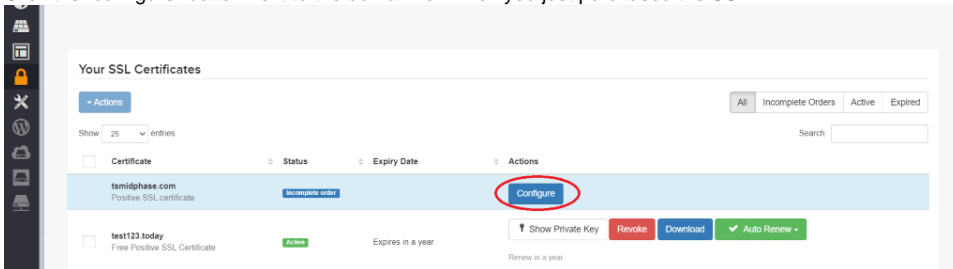 Your SSL Certificates
Actions
All Incomplete Orders Active Expired
Show 25 entries
Search:
Certificate Status Expiry Date Actions
tsmidphase.com
Positive SSL certificate
Incomplete order
Configure
test123.today
Free Positive SSL Certificate
Active
Expires in a year
Show Private Key Revoke Download Auto Renew
Renew in a year.